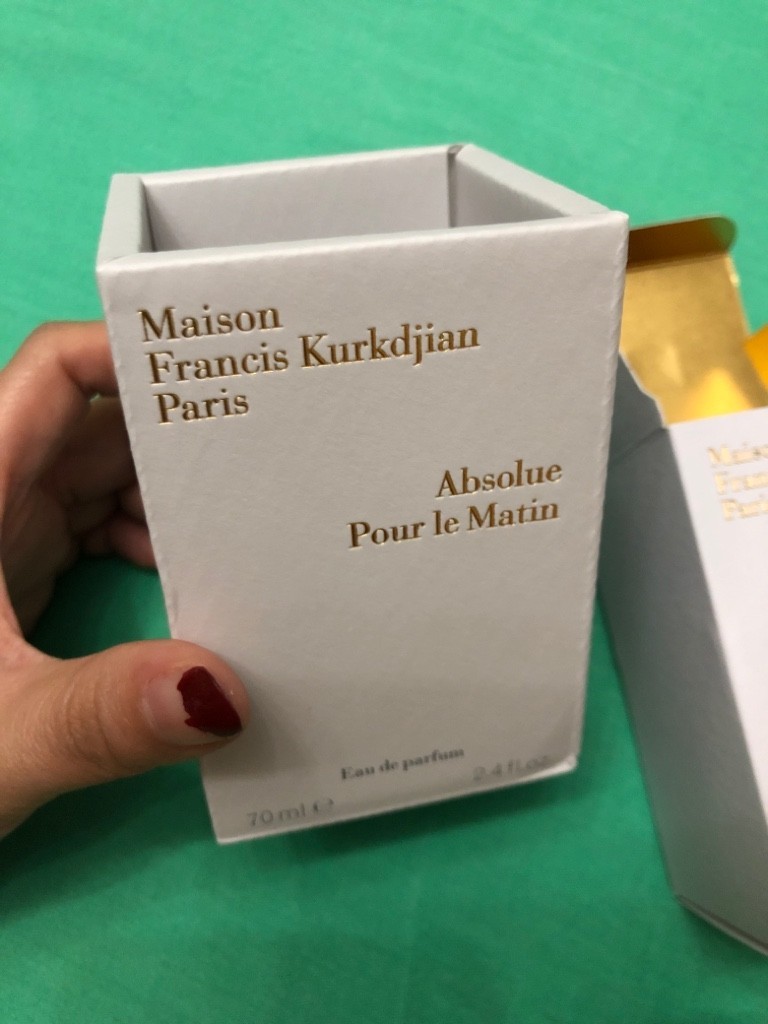 Maison
Francis Kurkdjian
Paris
Absolue
Pour le Matin
Eau de parfum
70 ml e 2.4 fl.oz